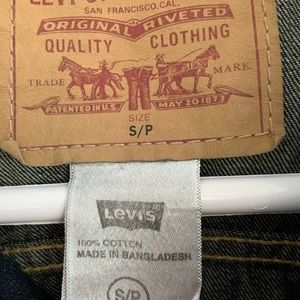 LEVI
SAN FRANCISCO, CAL.
ORIGINAL RIVETED
QUALITY CLOTHING
TRADE MARK
PATENTED IN U.S. MAY 20 1873
SIZE
S/P
Levi's
100% COTTON
MADE IN BANGLADESH
S/P